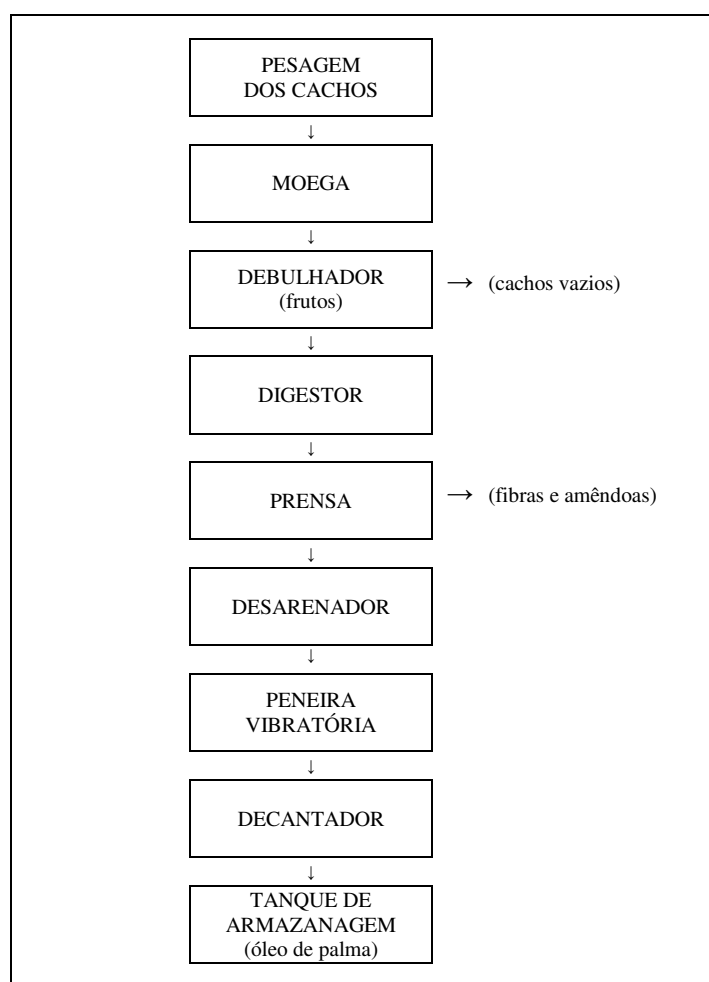 PESAGEM
DOS CACHOS
↓
MOEGA
↓
DEBULHADOR → (cachos vazios)
(frutos)
↓
DIGESTOR
↓
PRENSA → (fibras e amêndoas)
↓
DESARENADOR
↓
PENEIRA
VIBRATÓRIA
↓
DECANTADOR
↓
TANQUE DE
ARMAZANAGEM
(óleo de palma)